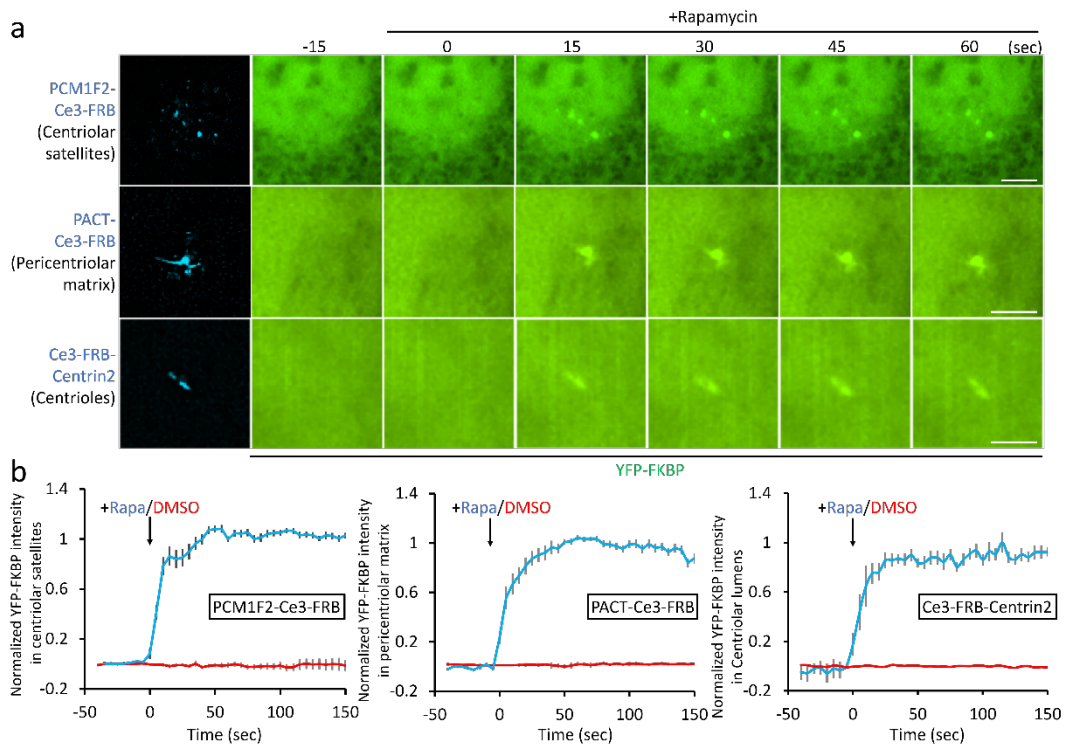 a
+Rapamycin
-15 0 15 30 45 60 (sec)
PCM1F2-
Ce3-FRB
(Centriolar
satellites)
PACT-
Ce3-FRB
(Pericentriolar
matrix)
Ce3-FRB-
Centrin2
(Centrioles)
YFP-FKBP
b
Normalized YFP-FKBP intensity
in centriolar satellites
1.4
1
0.6
0.2
-0.2
+Rapa/DMSO
PCM1F2-Ce3-FRB
0 50 100 150
Time (sec)
Normalized YFP-FKBP intensity
in pericentriolar matrix
1.4
1
0.6
0.2
-0.2
+Rapa/DMSO
PACT-Ce3-FRB
-50 0 50 100 150
Time (sec)
Normalized YFP-FKBP intensity
in Centriolar lumens
1.4
1
0.6
0.2
-0.2
+Rapa/DMSO
Ce3-FRB-Centrin2
-50 0 50 100 150
Time (sec)